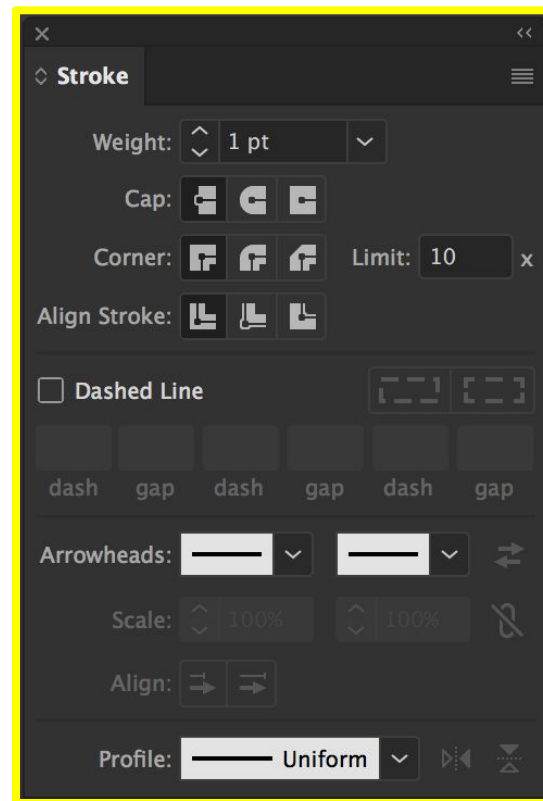 Stroke
Weight: 1 pt
Cap:
Corner: Limit: 10 x
Align Stroke:
Dashed Line
dash gap dash gap dash gap
Arrowheads:
Scale: 100% 100%
Align:
Profile: Uniform